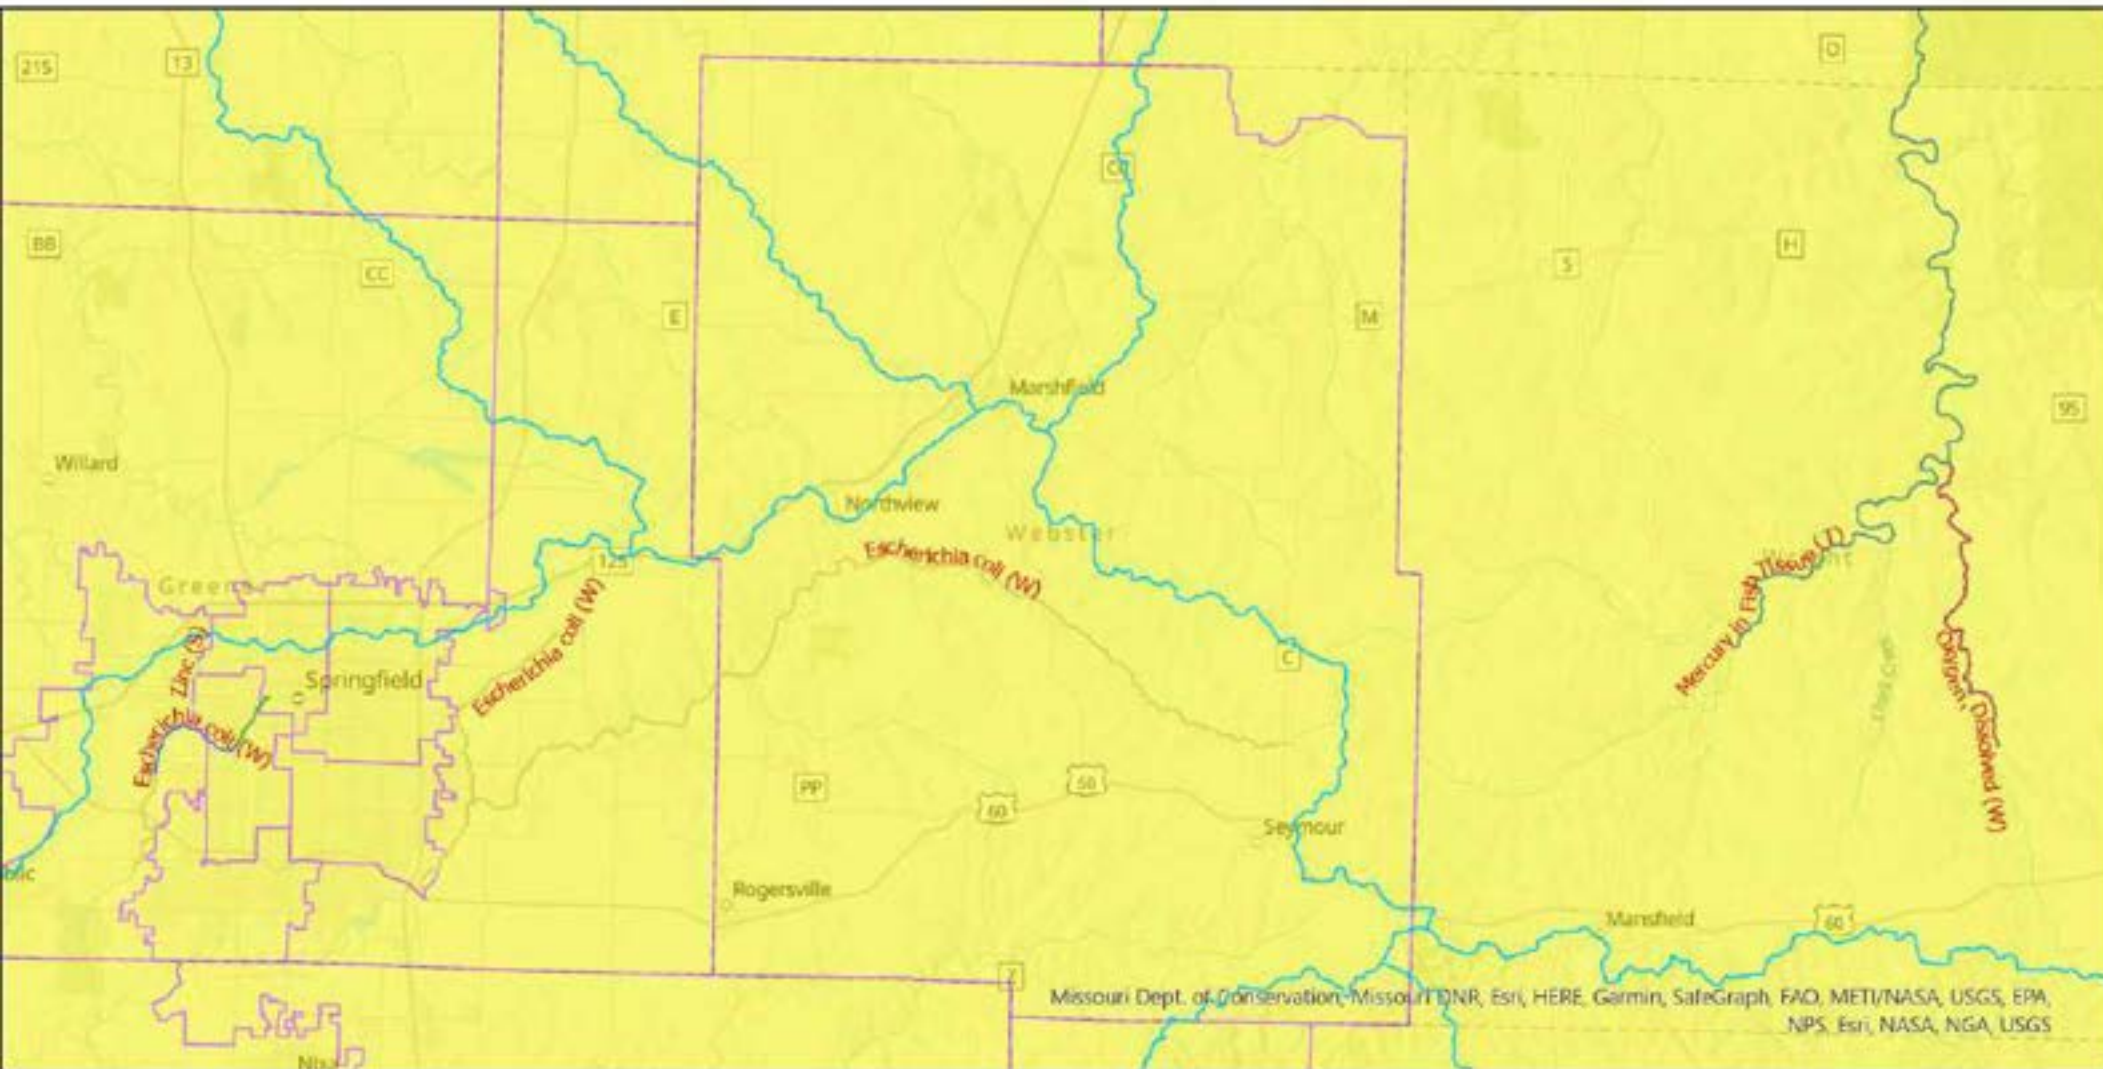 215
13
D
C
BB
CC
H
S
E
M
Marshfield
95
Willard
Northview
Webster
125
Escherichia coli (W)
Greene
Escherichia coli (W)
Mercury in Fish Tissue (T)
Zinc (S)
Springfield
C
Oxygen, Dissolved (W)
Escherichia coli (W)
PP
60
60
Seymour
Rogersville
Mansfield
60
Missouri Dept. of Conservation, Missouri DNR, Esri, HERE, Garmin, SafeGraph, FAO, METI/NASA, USGS, EPA,
NPS, Esri, NASA, NGA, USGS
Nixa